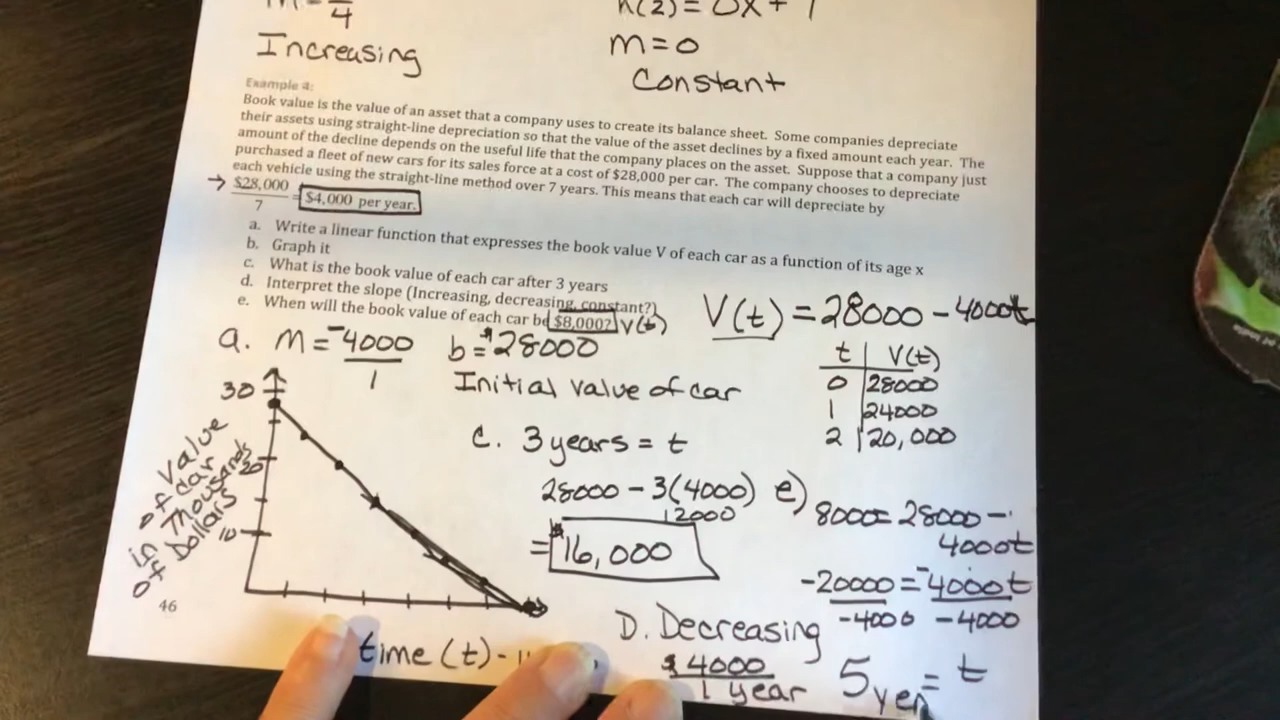 4
Increasing
m = 0
Constant
Example 4:
Book value is the value of an asset that a company uses to create its balance sheet. Some companies depreciate
their assets using straight-line depreciation so that the value of the asset declines by a fixed amount each year. The
amount of the decline depends on the useful life that the company places on the asset. Suppose that a company just
purchased a fleet of new cars for its sales force at a cost of $28,000 per car. The company chooses to depreciate
each vehicle using the straight-line method over 7 years. This means that each car will depreciate by
→ $28,000 / 7 = $4,000 per year.
a. Write a linear function that expresses the book value V of each car as a function of its age x
b. Graph it
c. What is the book value of each car after 3 years
d. Interpret the slope (Increasing, decreasing, constant?)
e. When will the book value of each car be $8,000? V(t)
V(t) = 28000 - 4000t
a. m = -4000 / 1 b = $28000
Initial value of car
t V(t)
0 28000
1 24000
2 20,000
30
20
10
Value
of car
in Thousands
of Dollars
time (t) -
C. 3 years = t
28000 - 3(4000)
12000
= $16,000
D. Decreasing
$4000
1 year
e) 8000 = 28000 -
4000t
-20000 = -4000t
-4000 -4000
5 = t
46